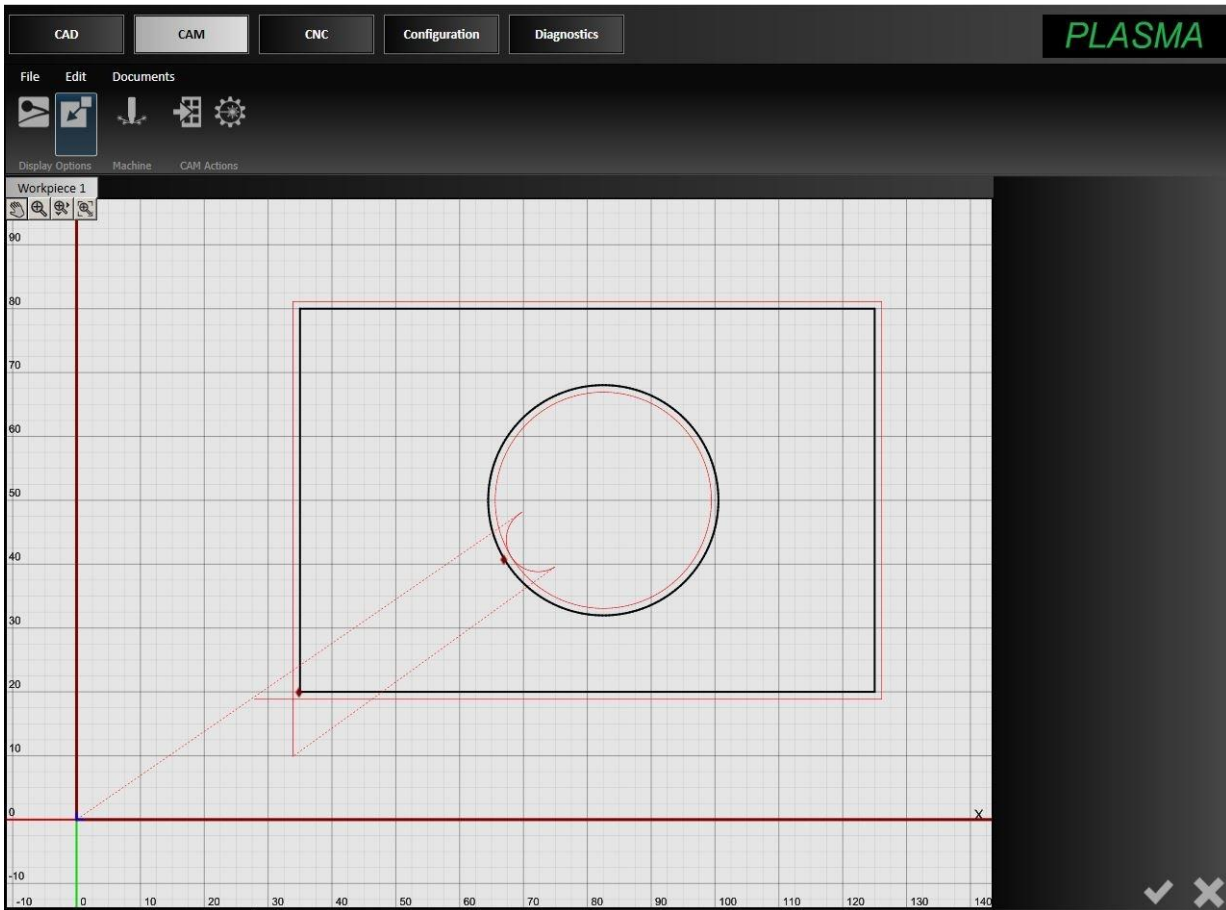 CAD CAM CNC Configuration Diagnostics PLASMA
File Edit Documents
Display Options Machine CAM Actions
Workpiece 1
90
80
70
60
50
40
30
20
10
0 X
-10
-10 0 10 20 30 40 50 60 70 80 90 100 110 120 130 140